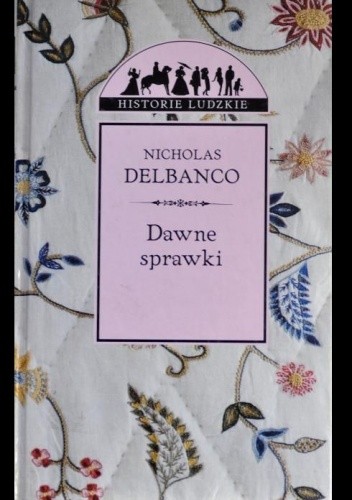 HISTORIE LUDZKIE
NICHOLAS
DELBANCO
Dawne
sprawki